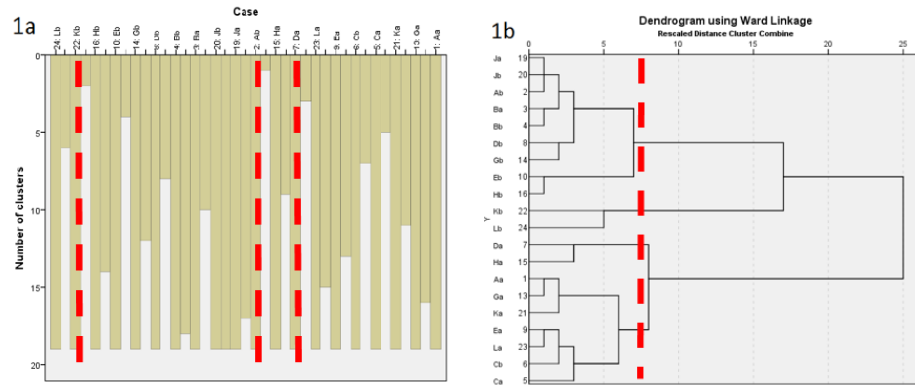 1a
Case
24: Lb
22: Kb
16: Hb
10: Eb
14: Gb
8: Db
4: Bb
3: Ba
20: Jb
19: Ja
2: Ab
15: Ha
7: Da
23: La
9: Ea
6: Cb
5: Ca
21: Ka
13: Ga
1: Aa
Number of clusters
0
5
10
15
20
1b
Dendrogram using Ward Linkage
Rescaled Distance Cluster Combine
0 5 10 15 20 25
Y
Ja 19
Jb 20
Ab 2
Ba 3
Bb 4
Db 8
Gb 14
Eb 10
Hb 16
Kb 22
Lb 24
Da 7
Ha 15
Aa 1
Ga 13
Ka 21
Ea 9
La 23
Cb 6
Ca 5